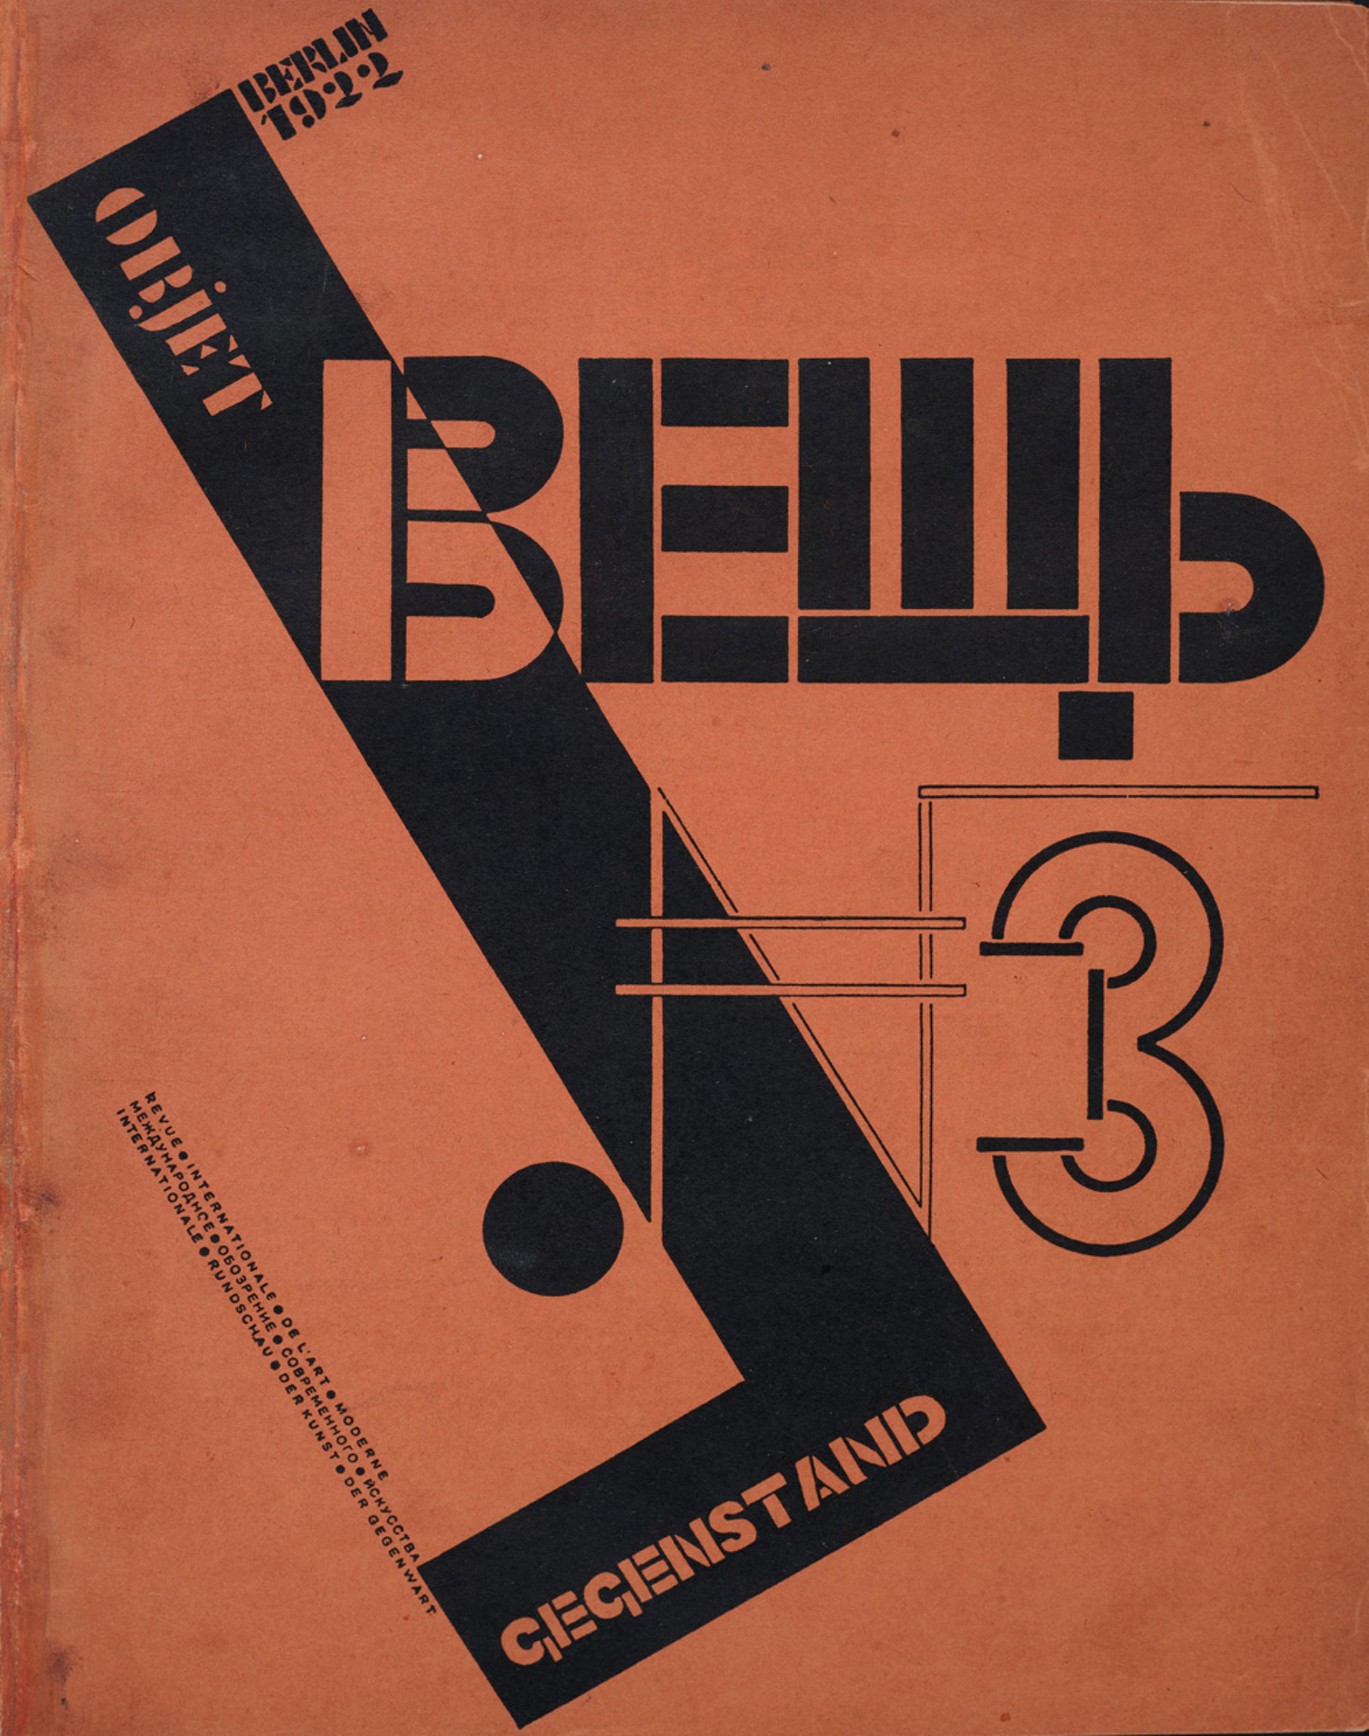 BERLIN
1922
OBJET
ВЕЩЬ
N 3
REVUE ● INTERNATIONALE ● DE L'ART ● MODERNE
МЕЖДУНАРОДНОЕ ● ОБОЗРЕНИЕ ● СОВРЕМЕННОГО ● ИСКУССТВА
INTERNATIONALE ● RUNDSCHAU ● DER KUNST ● DER GEGENWART
GEGENSTAND